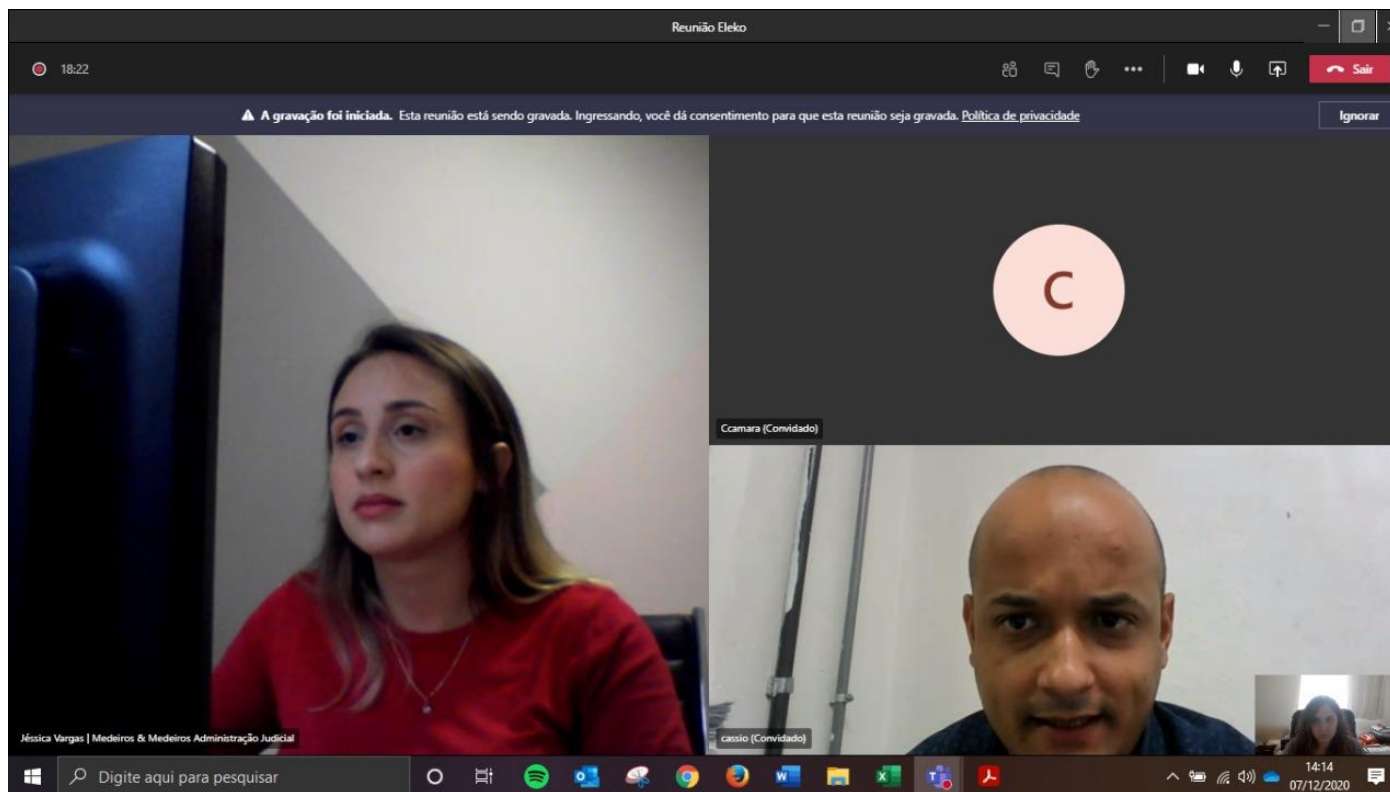 Reunião Eleko
18:22
Sair
A gravação foi iniciada. Esta reunião está sendo gravada. Ingressando, você dá consentimento para que esta reunião seja gravada. Política de privacidade
Ignorar
C
Ccamara (Convidado)
Jéssica Vargas | Medeiros & Medeiros Administração Judicial
cassio (Convidado)
Digite aqui para pesquisar
14:14
07/12/2020